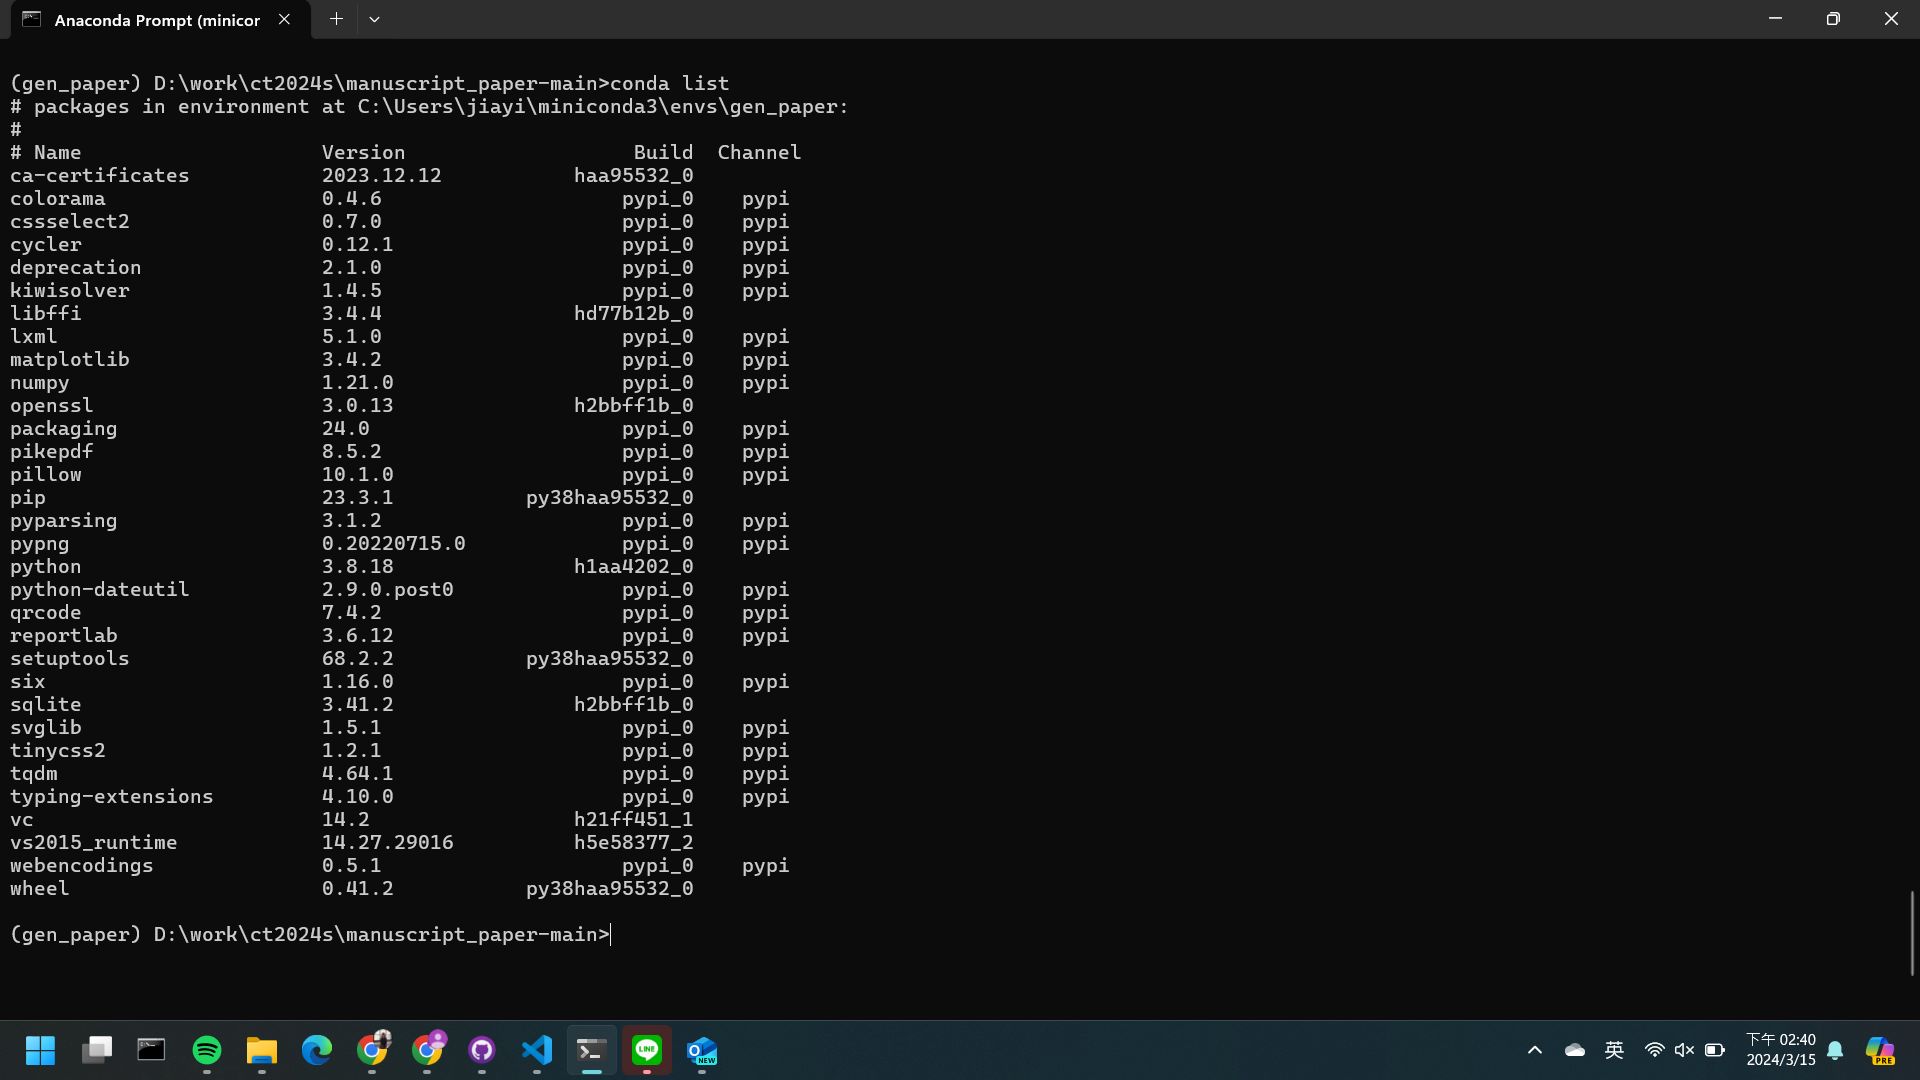 Anaconda Prompt (minicor
(gen_paper) D:\work\ct2024s\manuscript_paper-main>conda list
# packages in environment at C:\Users\jiayi\miniconda3\envs\gen_paper:
#
# Name Version Build Channel
ca-certificates 2023.12.12 haa95532_0
colorama 0.4.6 pypi_0 pypi
cssselect2 0.7.0 pypi_0 pypi
cycler 0.12.1 pypi_0 pypi
deprecation 2.1.0 pypi_0 pypi
kiwisolver 1.4.5 pypi_0 pypi
libffi 3.4.4 hd77b12b_0
lxml 5.1.0 pypi_0 pypi
matplotlib 3.4.2 pypi_0 pypi
numpy 1.21.0 pypi_0 pypi
openssl 3.0.13 h2bbff1b_0
packaging 24.0 pypi_0 pypi
pikepdf 8.5.2 pypi_0 pypi
pillow 10.1.0 pypi_0 pypi
pip 23.3.1 py38haa95532_0
pyparsing 3.1.2 pypi_0 pypi
pypng 0.20220715.0 pypi_0 pypi
python 3.8.18 h1aa4202_0
python-dateutil 2.9.0.post0 pypi_0 pypi
qrcode 7.4.2 pypi_0 pypi
reportlab 3.6.12 pypi_0 pypi
setuptools 68.2.2 py38haa95532_0
six 1.16.0 pypi_0 pypi
sqlite 3.41.2 h2bbff1b_0
svglib 1.5.1 pypi_0 pypi
tinycss2 1.2.1 pypi_0 pypi
tqdm 4.64.1 pypi_0 pypi
typing-extensions 4.10.0 pypi_0 pypi
vc 14.2 h21ff451_1
vs2015_runtime 14.27.29016 h5e58377_2
webencodings 0.5.1 pypi_0 pypi
wheel 0.41.2 py38haa95532_0
(gen_paper) D:\work\ct2024s\manuscript_paper-main>
LINE
NEW
英
下午 02:40
2024/3/15
PRE